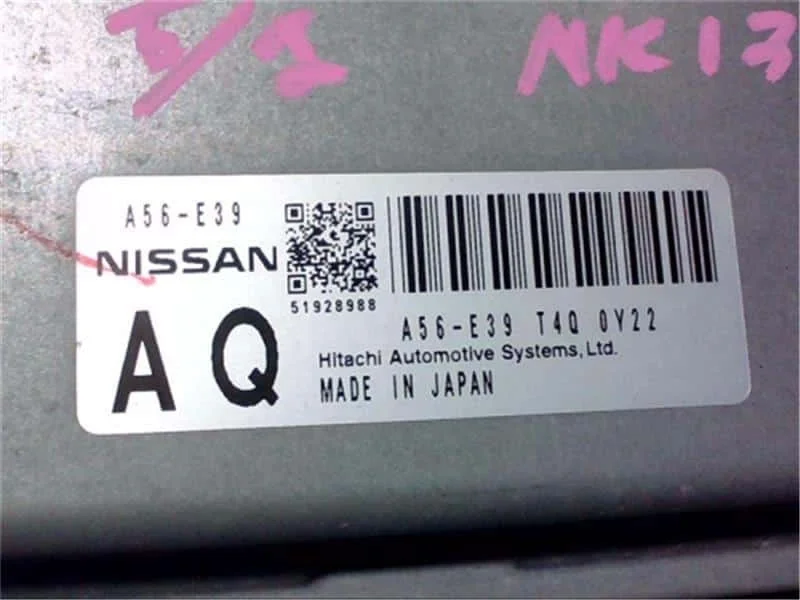 NK13
A56-E39
NISSAN
51928988
A56-E39 T4Q 0Y22
AQ
Hitachi Automotive Systems, Ltd.
MADE IN JAPAN